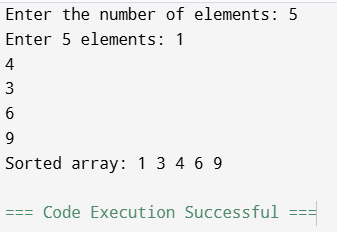 Enter the number of elements: 5
Enter 5 elements: 1
4
3
6
9
Sorted array: 1 3 4 6 9
=== Code Execution Successful ===